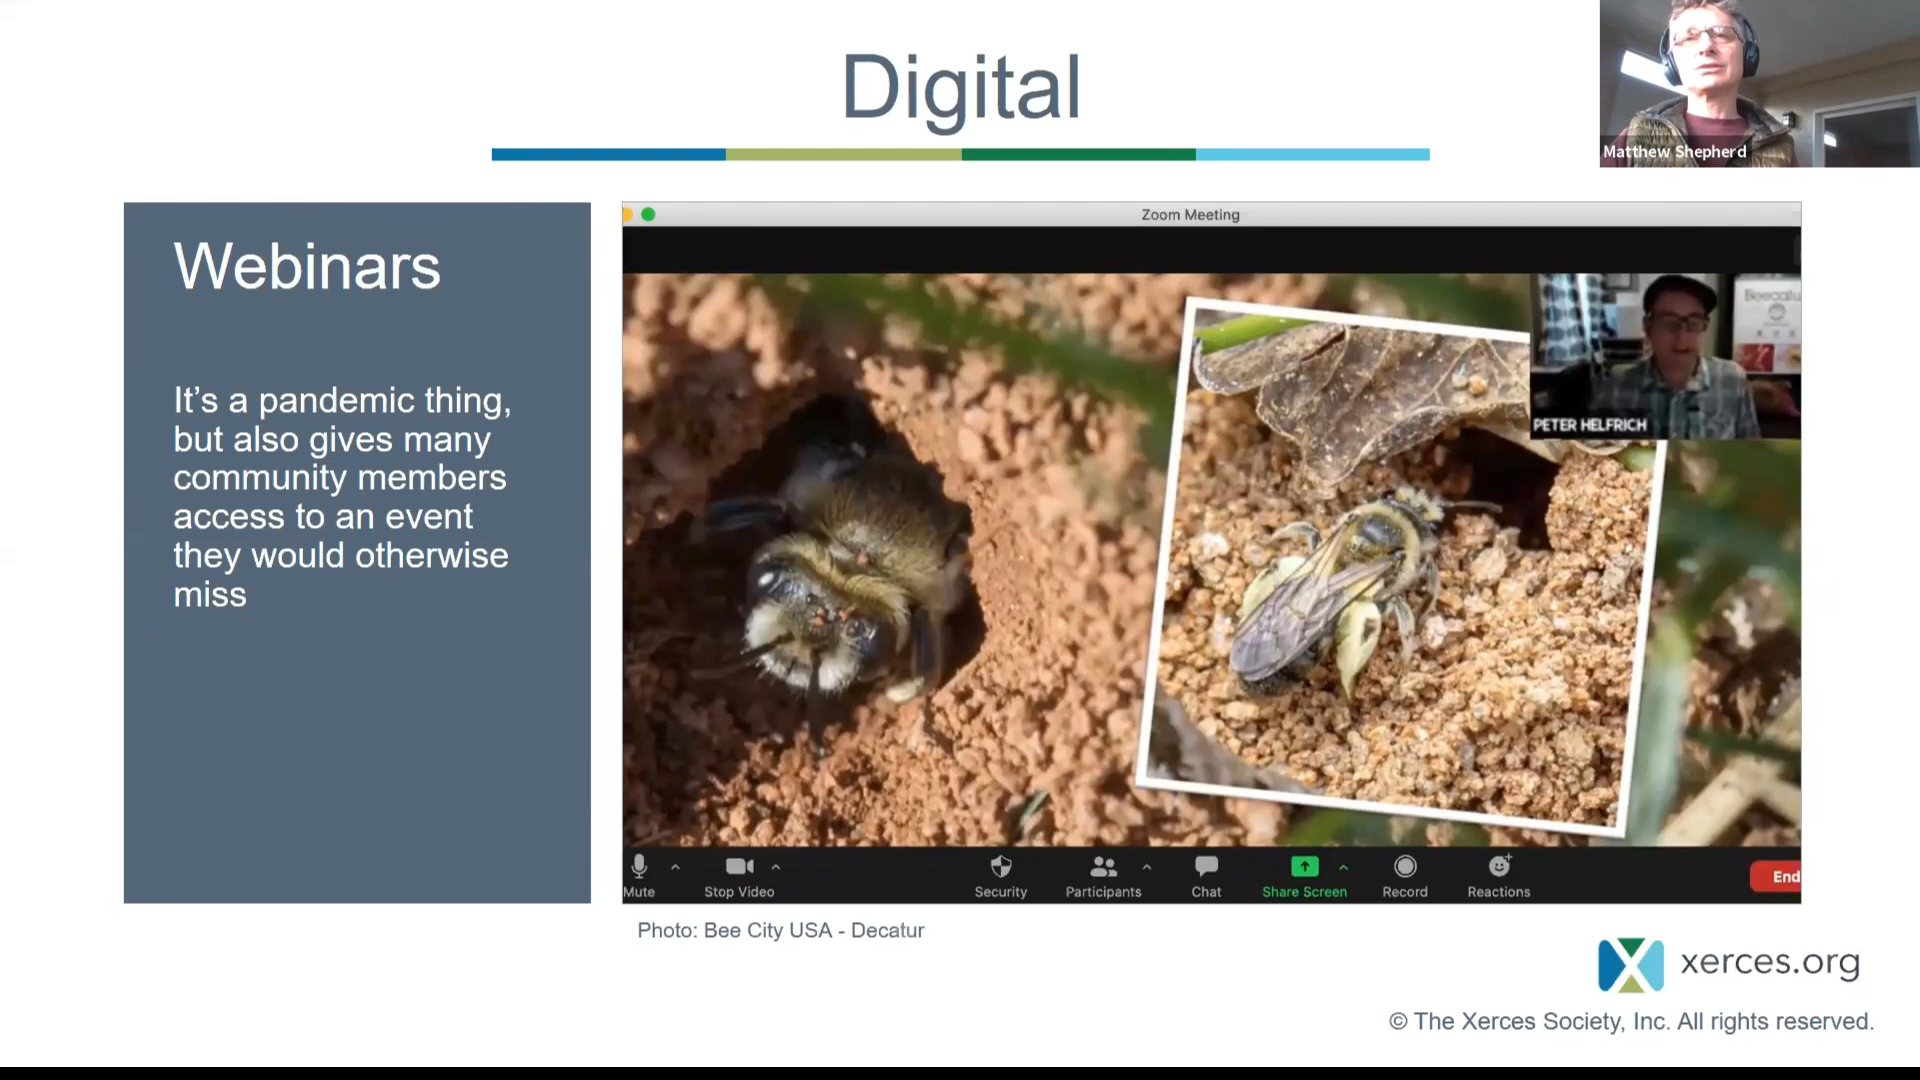 Digital
Matthew Shepherd
Webinars
It's a pandemic thing,
but also gives many
community members
access to an event
they would otherwise
miss
Zoom Meeting
PETER HELFRICH
Mute
Stop Video
Security
Participants
Chat
Share Screen
Record
Reactions
End
Photo: Bee City USA - Decatur
xerces.org
© The Xerces Society, Inc. All rights reserved.